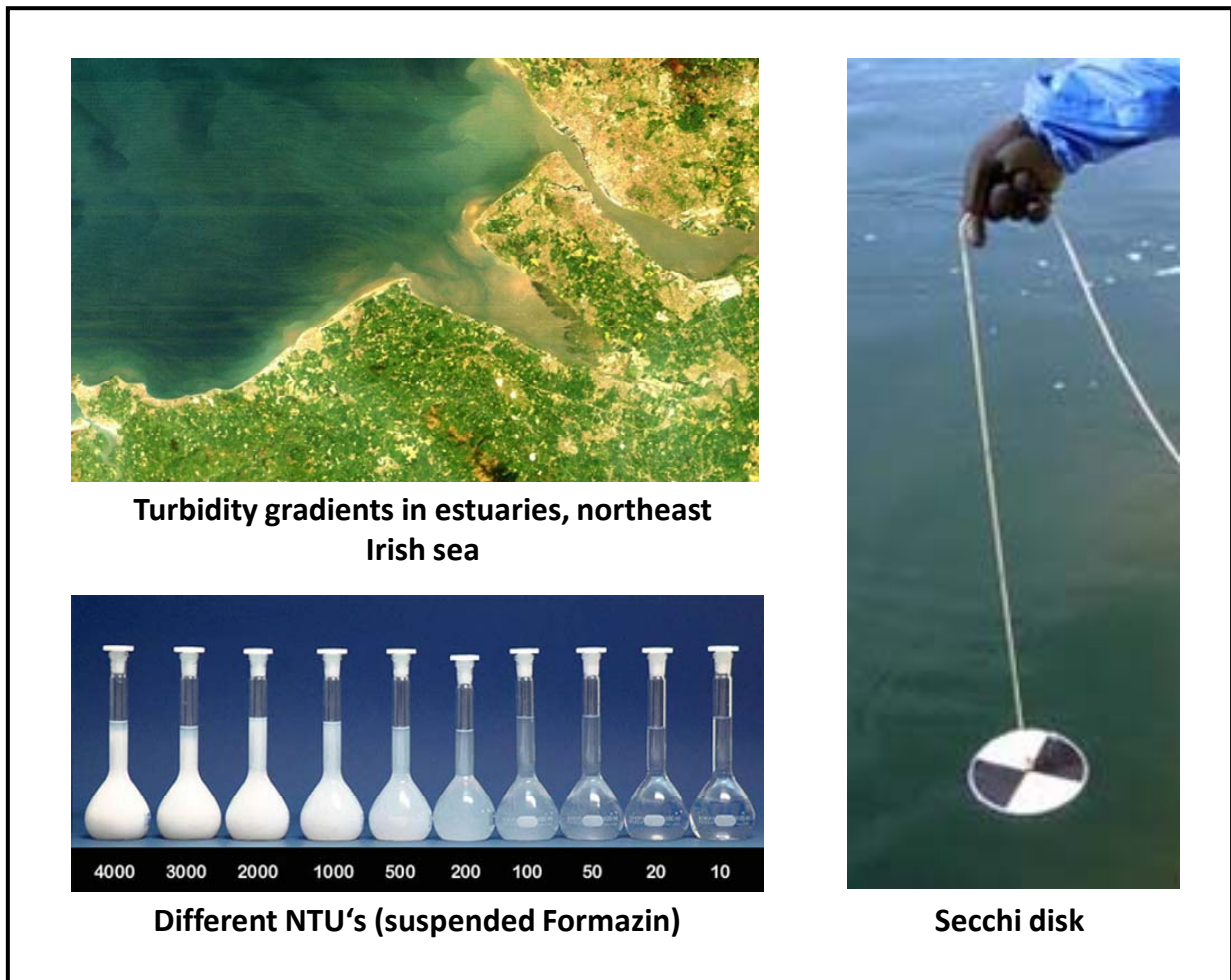 Turbidity gradients in estuaries, northeast
Irish sea
4000 3000 2000 1000 500 200 100 50 20 10
Different NTU‘s (suspended Formazin)
Secchi disk